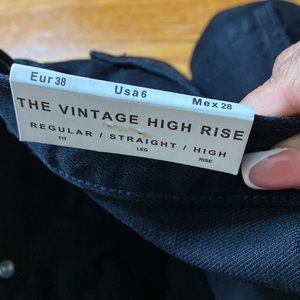 Eur 38 Usa 6 Mex 28
THE VINTAGE HIGH RISE
REGULAR / STRAIGHT / HIGH
FIT LEG RISE